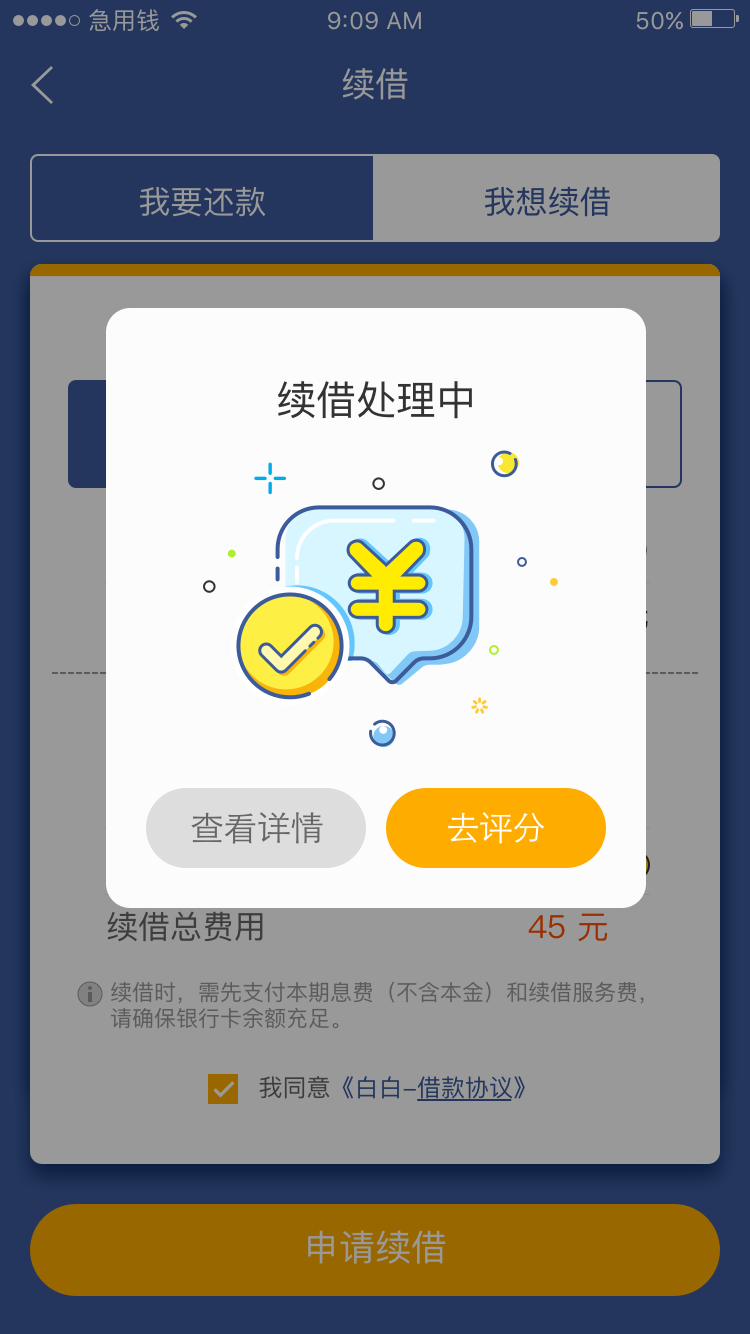 急用钱 9:09 AM 50%
续借
我要还款 我想续借
续借处理中
查看详情 去评分
续借总费用 45 元
续借时，需先支付本期息费（不含本金）和续借服务费，
请确保银行卡余额充足。
我同意《白白–借款协议》
申请续借